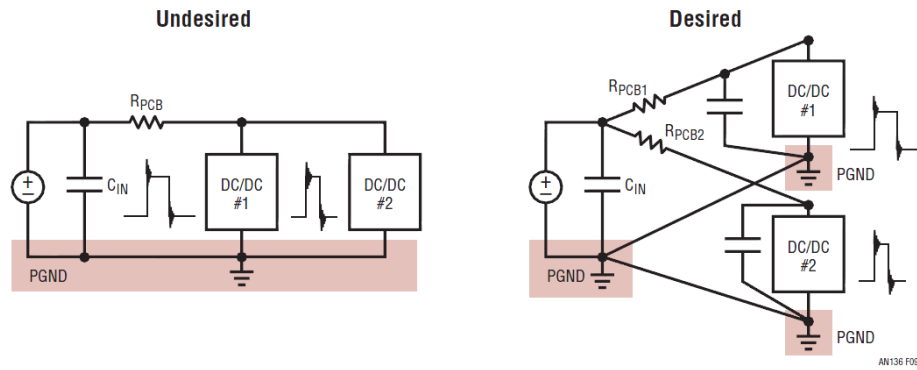 Undesired
RPCB
CIN
DC/DC
#1
DC/DC
#2
PGND
Desired
RPCB1
RPCB2
CIN
DC/DC
#1
PGND
DC/DC
#2
PGND
PGND
AN136 F09